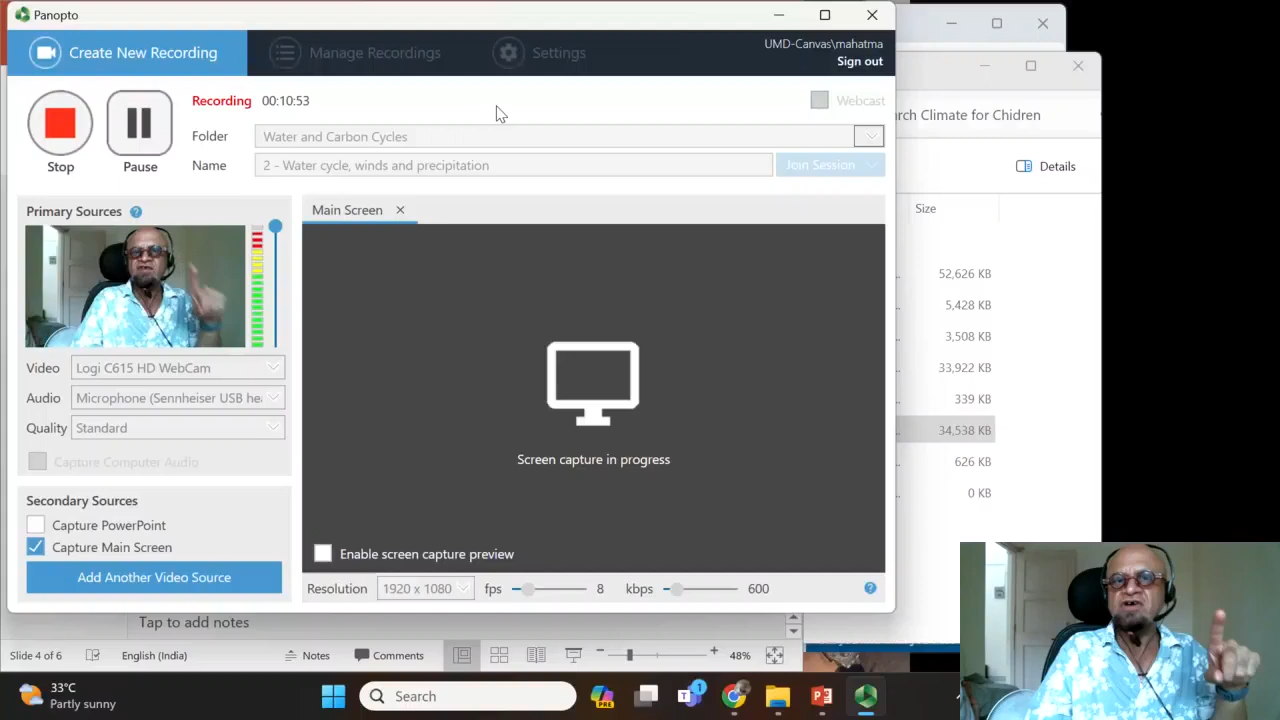 Panopto
Create New Recording
Manage Recordings
Settings
UMD-Canvas\mahatma
Sign out
Recording 00:10:53
Webcast
Folder Water and Carbon Cycles
Name 2 - Water cycle, winds and precipitation
Join Session
Stop
Pause
Primary Sources
Main Screen
Video Logi C615 HD WebCam
Audio Microphone (Sennheiser USB he
Quality Standard
Capture Computer Audio
Secondary Sources
Capture PowerPoint
Capture Main Screen
Add Another Video Source
Screen capture in progress
Enable screen capture preview
Resolution 1920 x 1080 fps 8 kbps 600
rch Climate for Chidren
Details
Size
52,626 KB
5,428 KB
3,508 KB
33,922 KB
339 KB
34,538 KB
626 KB
0 KB
Tap to add notes
Slide 4 of 6 English (India) Notes Comments 48%
33°C
Partly sunny
Search
PRE
1